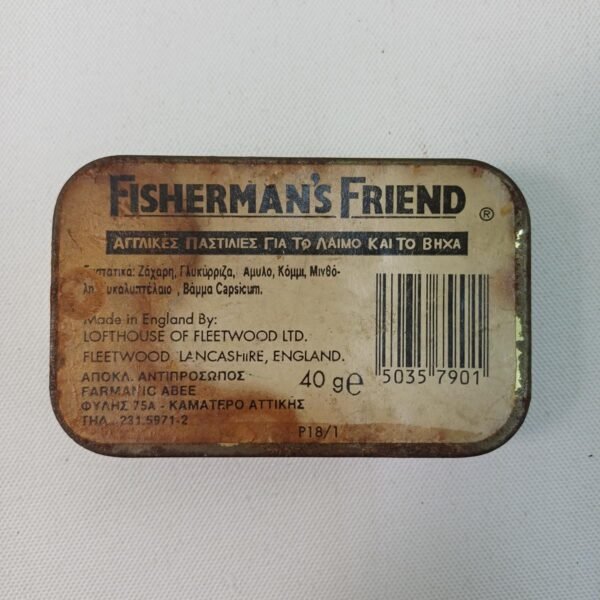 FISHERMAN'S FRIEND ®
ΑΓΓΛΙΚΕΣ ΠΑΣΤΙΛΙΕΣ ΓΙΑ ΤΟ ΛΑΙΜΟ ΚΑΙ ΤΟ ΒΗΧΑ
Ζάχαρη, Γλυκύρριζα, Αμυλο, Κόμμι, Μινθό-
, Βάμμα Capsicum.
Made in England By:
LOFTHOUSE OF FLEETWOOD LTD.
FLEETWOOD, LANCASHIRE, ENGLAND.
ΑΠΟΚΛ. ΑΝΤΙΠΡΟΣΩΠΟΣ
FARMANIC ABEE
ΦΥΛΗΣ 75Α - ΚΑΜΑΤΕΡΟ ΑΤΤΙΚΗΣ
ΤΗΛ. 231.5971-2
40 g e
5035 7901
P18/1